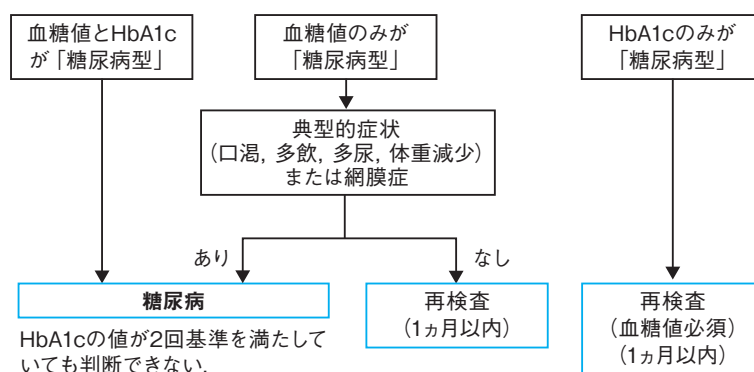 血糖値とHbA1c
が「糖尿病型」
血糖値のみが
「糖尿病型」
HbA1cのみが
「糖尿病型」
典型的症状
（口渇，多飲，多尿，体重減少）
または網膜症
あり
なし
糖尿病
HbA1cの値が2回基準を満たして
いても判断できない．
再検査
（1ヵ月以内）
再検査
（血糖値必須）
（1ヵ月以内）